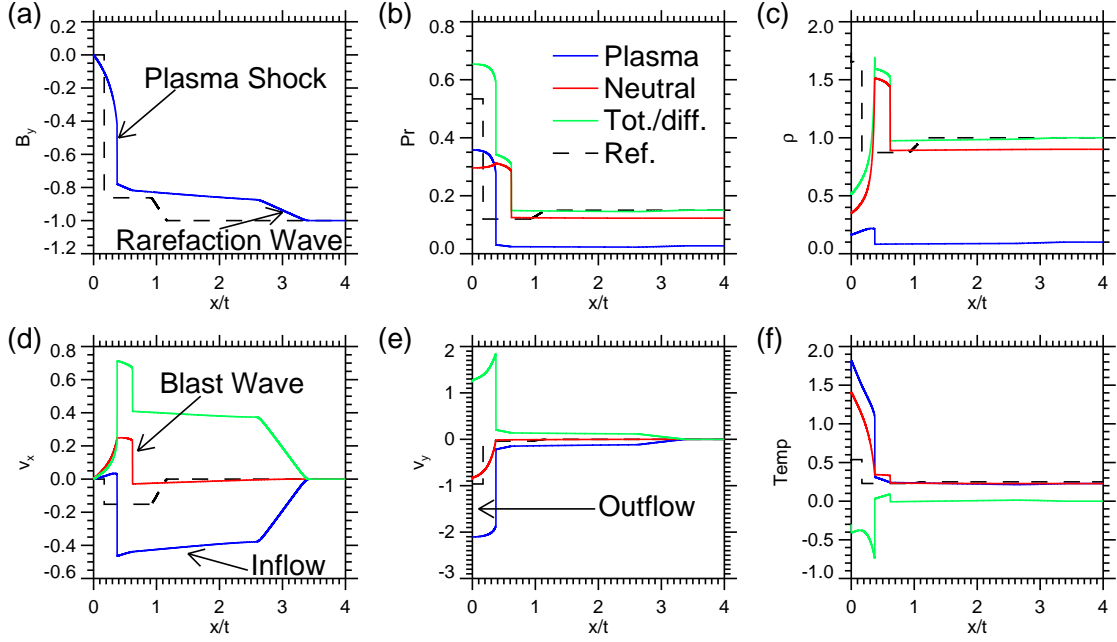 (a)
0.2
0.0
-0.2
-0.4
-0.6
-0.8
-1.0
-1.2
B_y
Plasma Shock
Rarefaction Wave
0 1 2 3 4
x/t
(b)
0.8
0.6
0.4
0.2
0.0
Pr
Plasma
Neutral
Tot./diff.
Ref.
0 1 2 3 4
x/t
(c)
2.0
1.5
1.0
0.5
0.0
ρ
0 1 2 3 4
x/t
(d)
0.8
0.6
0.4
0.2
0.0
-0.2
-0.4
-0.6
v_x
Blast Wave
Inflow
0 1 2 3 4
x/t
(e)
2
1
0
-1
-2
-3
v_y
Outflow
0 1 2 3 4
x/t
(f)
2.0
1.5
1.0
0.5
0.0
-0.5
-1.0
Temp
0 1 2 3 4
x/t